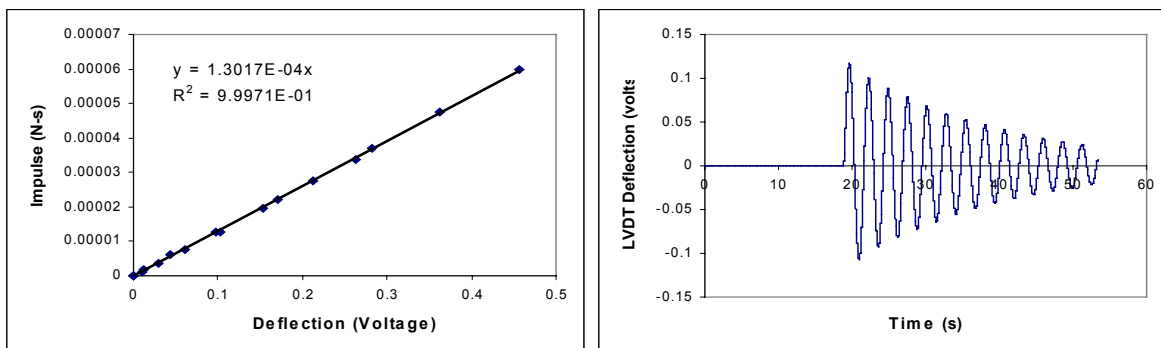 0.00007
0.00006
0.00005
0.00004
0.00003
0.00002
0.00001
0
y = 1.3017E-04x
R² = 9.9971E-01
Impulse (N-s)
0 0.1 0.2 0.3 0.4 0.5
Deflection (Voltage)
0.15
0.1
0.05
0
-0.05
-0.1
-0.15
LVDT Deflection (volts
0 10 20 30 40 50 60
Time (s)